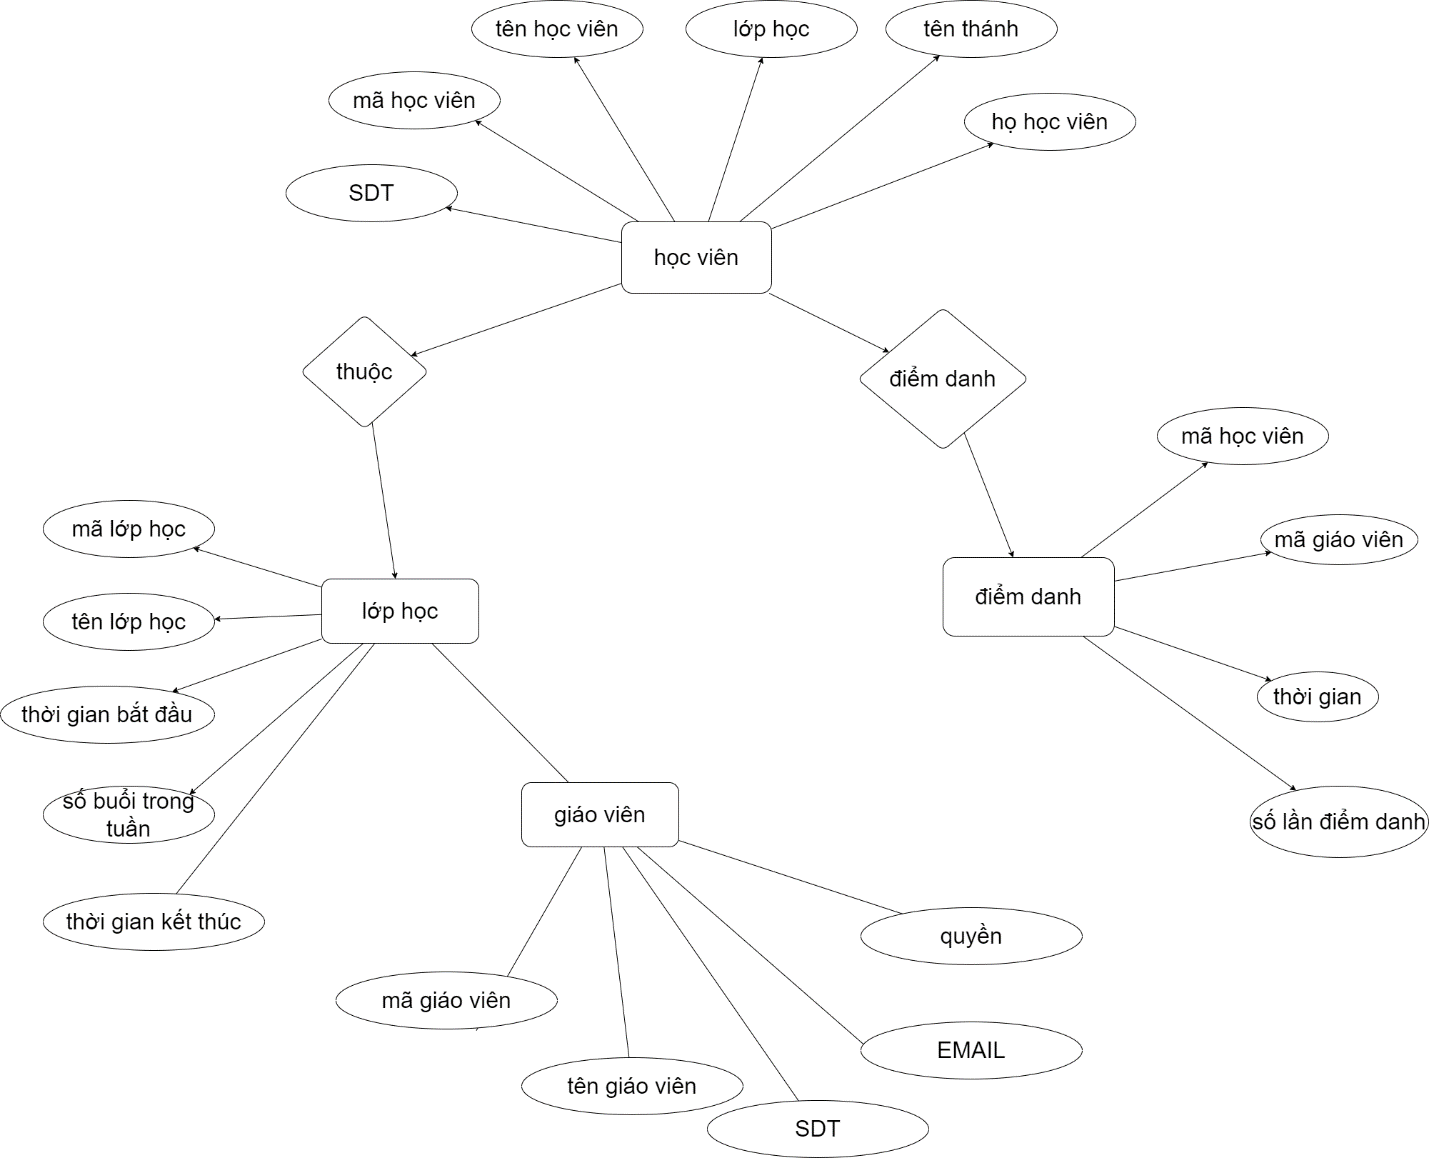 tên học viên
lớp học
tên thánh
mã học viên
họ học viên
SDT
học viên
thuộc
điểm danh
mã học viên
mã lớp học
mã giáo viên
điểm danh
lớp học
tên lớp học
thời gian
thời gian bắt đầu
số buổi trong
tuần
giáo viên
số lần điểm danh
thời gian kết thúc
quyền
mã giáo viên
EMAIL
tên giáo viên
SDT